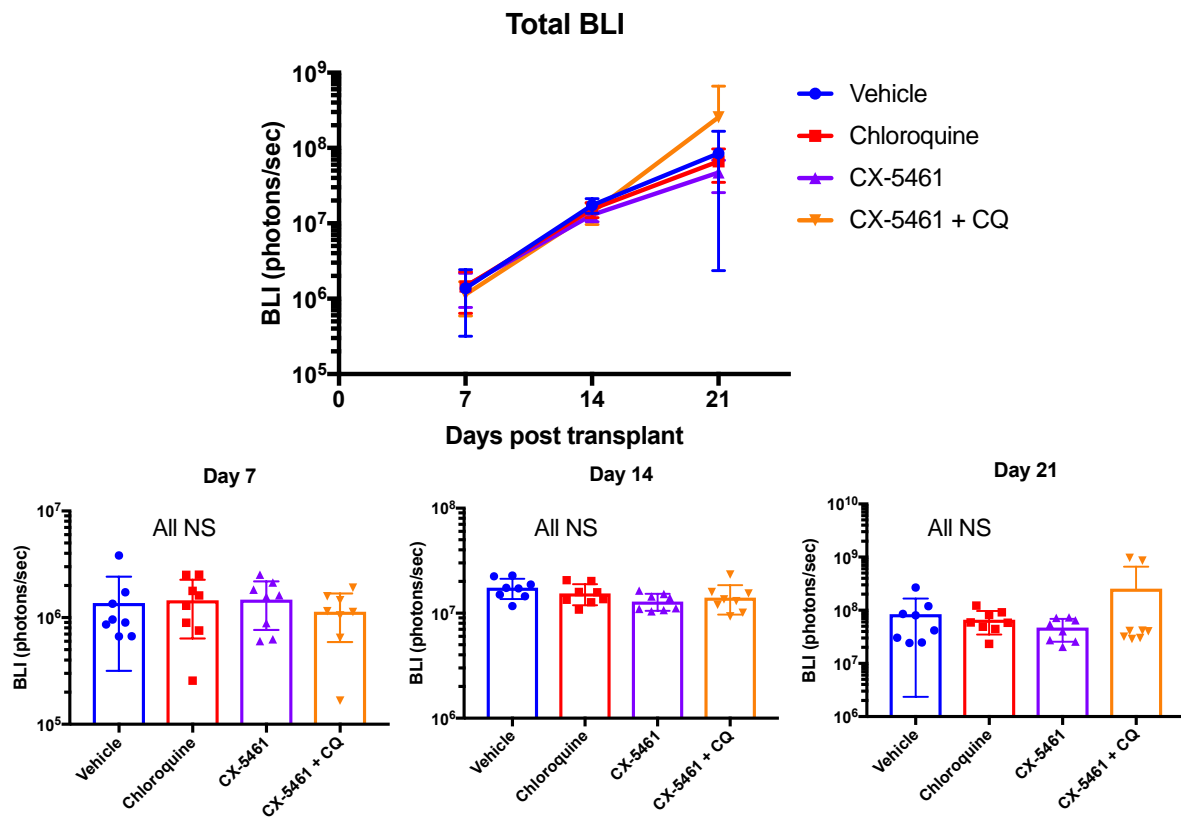 Total BLI
BLI (photons/sec)
10^9
10^8
10^7
10^6
10^5
0
7
14
21
Days post transplant
Vehicle
Chloroquine
CX-5461
CX-5461 + CQ
Day 7
All NS
BLI (photons/sec)
10^7
10^6
10^5
Vehicle
Chloroquine
CX-5461
CX-5461 + CQ
Day 14
All NS
BLI (photons/sec)
10^8
10^7
10^6
Vehicle
Chloroquine
CX-5461
CX-5461 + CQ
Day 21
All NS
BLI (photons/sec)
10^10
10^9
10^8
10^7
10^6
Vehicle
Chloroquine
CX-5461
CX-5461 + CQ